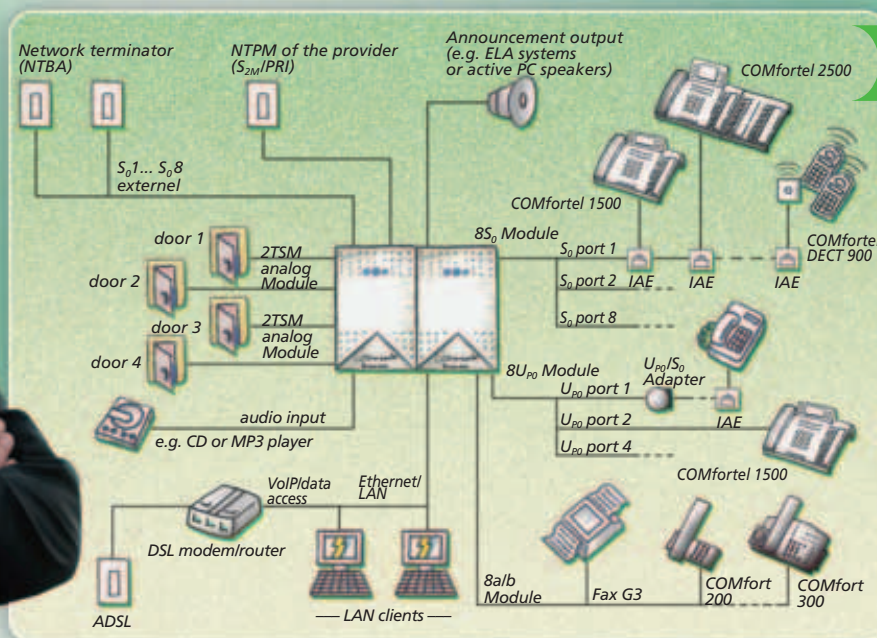 Network terminator
(NTBA)
NTPM of the provider
(S2M/PRI)
Announcement output
(e.g. ELA systems
or active PC speakers)
COMfortel 2500
S01... S08
externel
COMfortel 1500
8S0 Module
COMfortel
DECT 900
door 1
2TSM
analog
Module
door 2
S0 port 1
IAE
IAE
IAE
S0 port 2
door 3
2TSM
analog
Module
S0 port 8
door 4
8UP0 Module
UP0/S0
Adapter
UP0 port 1
IAE
audio input
e.g. CD or MP3 player
UP0 port 2
UP0 port 4
COMfortel 1500
VoIP/data
access
Ethernet/
LAN
DSL modem/router
8a/b
Module
Fax G3
COMfort
200
COMfort
300
ADSL
LAN clients